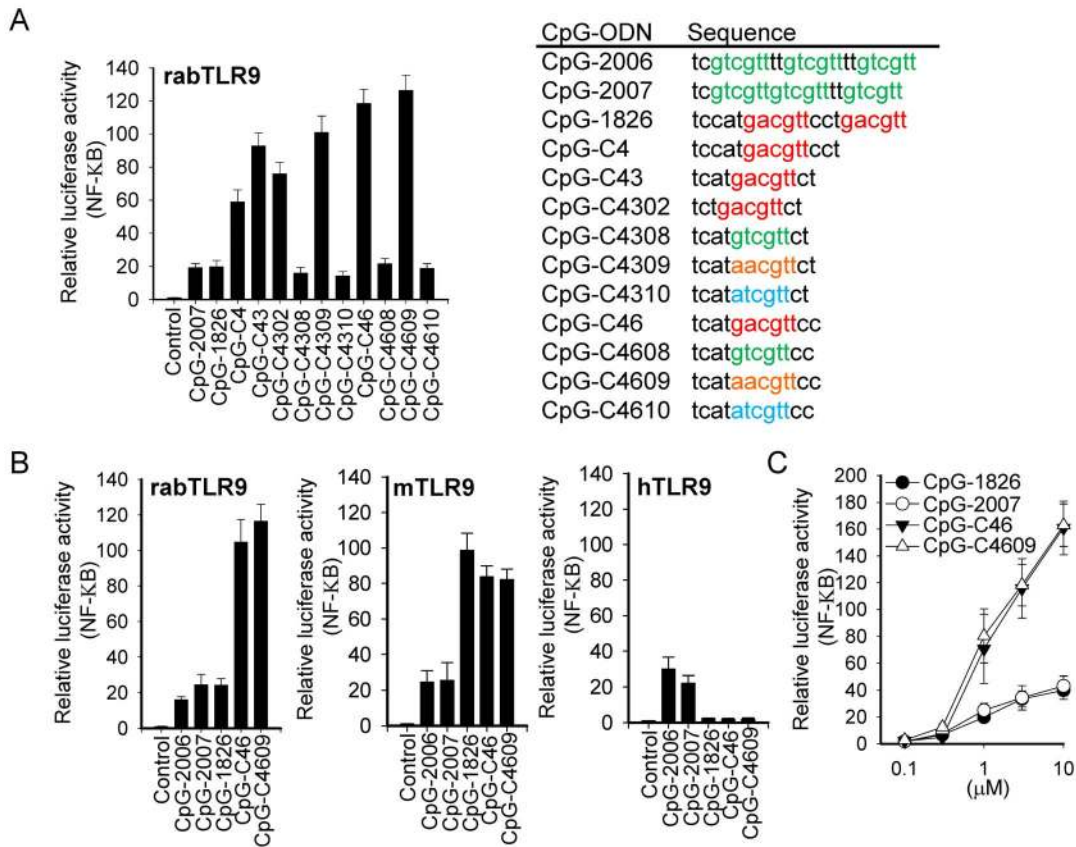 A
rabTLR9
Relative luciferase activity
(NF-KB)
140
120
100
80
60
40
20
0
Control
CpG-2007
CpG-1826
CpG-C4
CpG-C43
CpG-C4302
CpG-C4308
CpG-C4309
CpG-C4310
CpG-C46
CpG-C4608
CpG-C4609
CpG-C4610
CpG-ODN Sequence
CpG-2006 tcgtcgttttgtcgttttgtcgtt
CpG-2007 tcgtcgttgtcgttttgtcgtt
CpG-1826 tccatgacgttcctgacgtt
CpG-C4 tccatgacgttcct
CpG-C43 tcatgacgttct
CpG-C4302 tctgacgttct
CpG-C4308 tcatgtcgttct
CpG-C4309 tcataacgttct
CpG-C4310 tcatatcgttct
CpG-C46 tcatgacgttcc
CpG-C4608 tcatgtcgttcc
CpG-C4609 tcataacgttcc
CpG-C4610 tcatatcgttcc
B
rabTLR9
Relative luciferase activity
(NF-KB)
140
120
100
80
60
40
20
0
Control
CpG-2006
CpG-2007
CpG-1826
CpG-C46
CpG-C4609
mTLR9
Relative luciferase activity
(NF-KB)
140
120
100
80
60
40
20
0
Control
CpG-2006
CpG-2007
CpG-1826
CpG-C46
CpG-C4609
hTLR9
Relative luciferase activity
(NF-KB)
140
120
100
80
60
40
20
0
Control
CpG-2006
CpG-2007
CpG-1826
CpG-C46
CpG-C4609
C
Relative luciferase activity
(NF-KB)
200
180
160
140
120
100
80
60
40
20
0
CpG-1826
CpG-2007
CpG-C46
CpG-C4609
0.1 1 10
(μM)